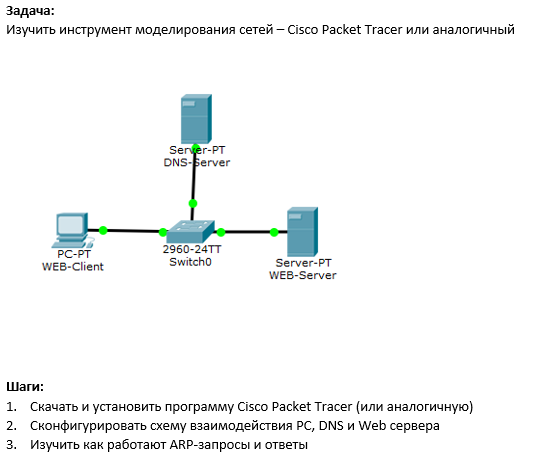 Задача:
Изучить инструмент моделирования сетей – Cisco Packet Tracer или аналогичный
Server-PT
DNS-Server
PC-PT
WEB-Client
2960-24TT
Switch0
Server-PT
WEB-Server
Шаги:
1. Скачать и установить программу Cisco Packet Tracer (или аналогичную)
2. Сконфигурировать схему взаимодействия PC, DNS и Web сервера
3. Изучить как работают ARP-запросы и ответы